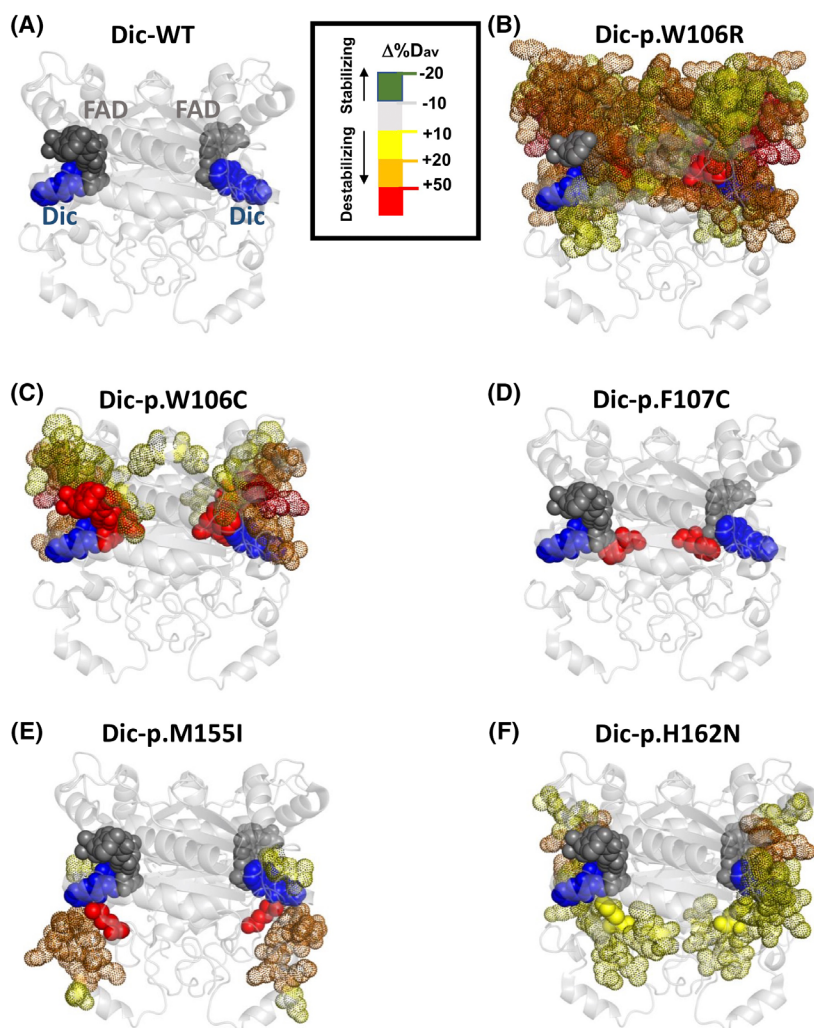 (A)
Dic-WT
FAD FAD
Dic Dic
Δ%Dav
Stabilizing
Destabilizing
-20
-10
+10
+20
+50
(B)
Dic-p.W106R
(C)
Dic-p.W106C
(D)
Dic-p.F107C
(E)
Dic-p.M155I
(F)
Dic-p.H162N